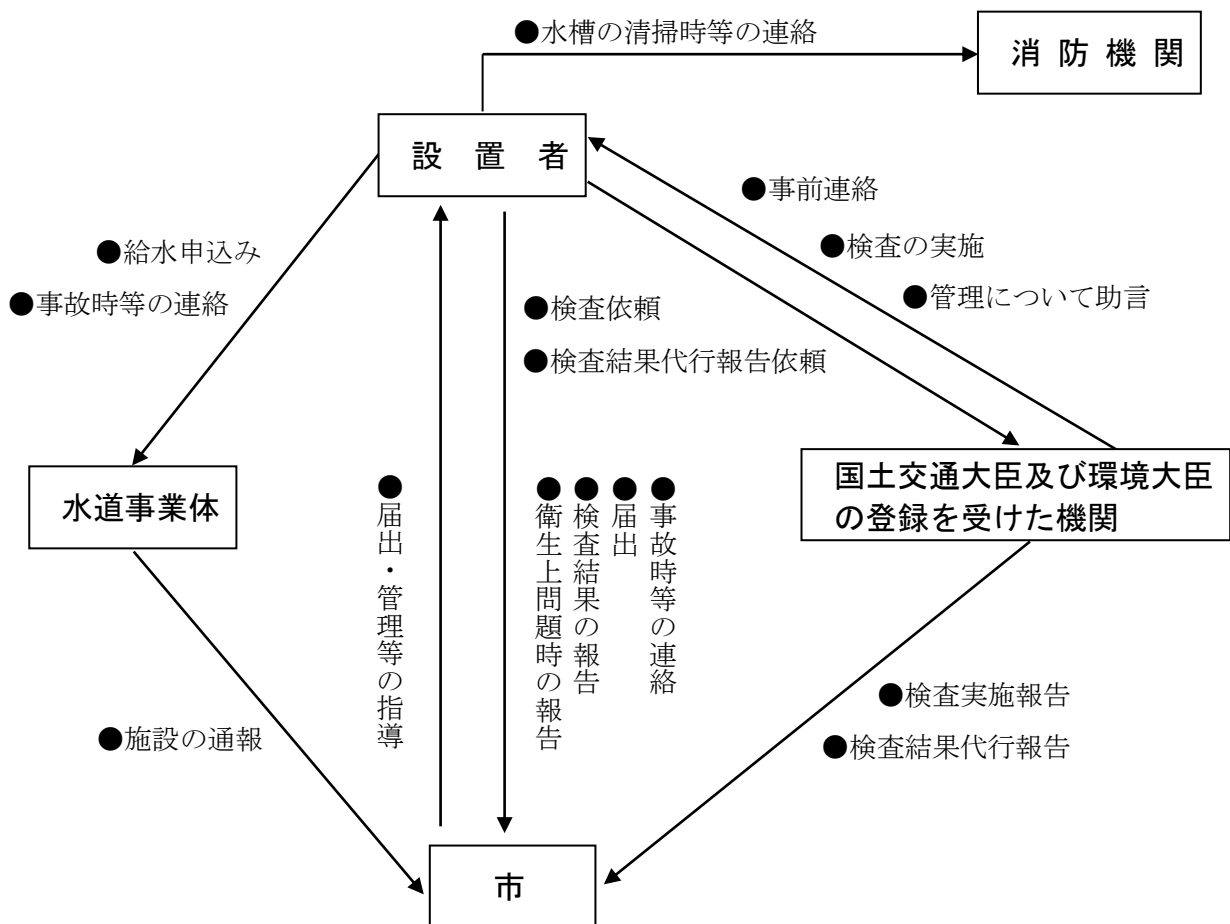 ●水槽の清掃時等の連絡
消防機関
設置者
●事前連絡
●検査の実施
●管理について助言
●給水申込み
●事故時等の連絡
●検査依頼
●検査結果代行報告依頼
水道事業体
国土交通大臣及び環境大臣
の登録を受けた機関
●事故時等の連絡
●届出
●検査結果の報告
●衛生上問題時の報告
●届出・管理等の指導
●施設の通報
●検査実施報告
●検査結果代行報告
市